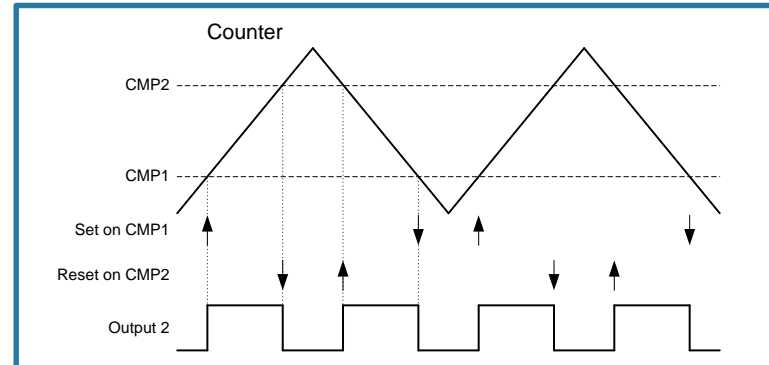 Counter
CMP2
CMP1
Set on CMP1
Reset on CMP2
Output 2